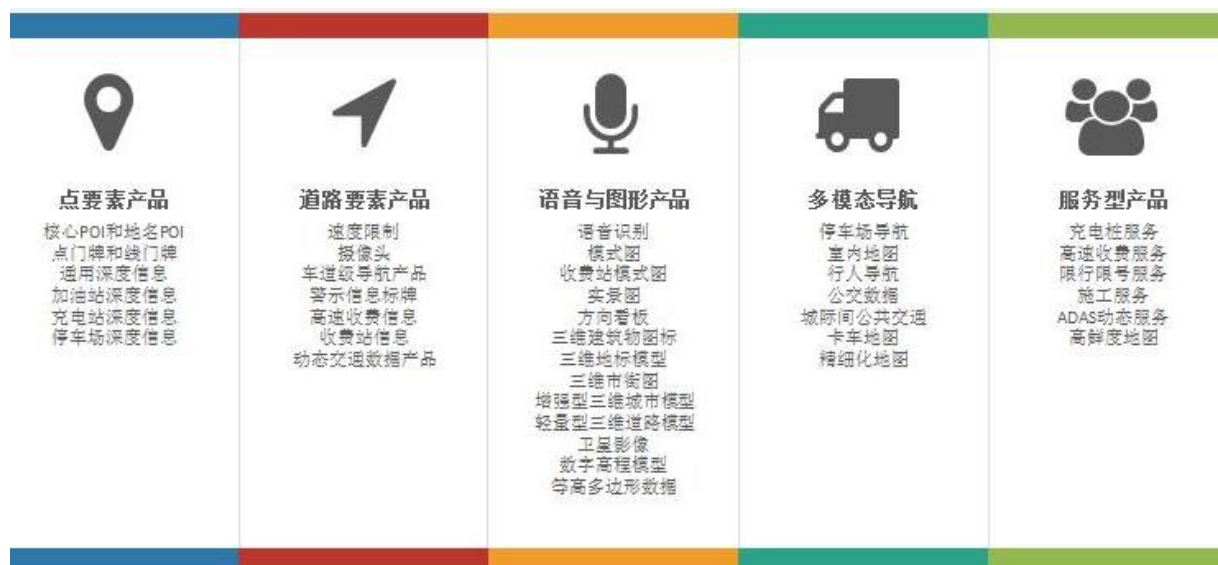 点要素产品
核心POI和地名POI
点门牌和线门牌
通用深度信息
加油站深度信息
充电站深度信息
停车场深度信息
道路要素产品
速度限制
摄像头
车道级导航产品
警示信息标牌
高速收费信息
收费站信息
动态交通数据产品
语音与图形产品
语音识别
模式图
收费站模式图
实景图
方向看板
三维建筑物图标
三维地标模型
三维市街图
增强型三维城市模型
轻量型三维道路模型
卫星影像
数字高程模型
等高多边形数据
多模态导航
停车场导航
室内地图
行人导航
公交数据
城际间公共交通
卡车地图
精细化地图
服务型产品
充电桩服务
高速收费服务
限行限号服务
施工服务
ADAS动态服务
高鲜度地图